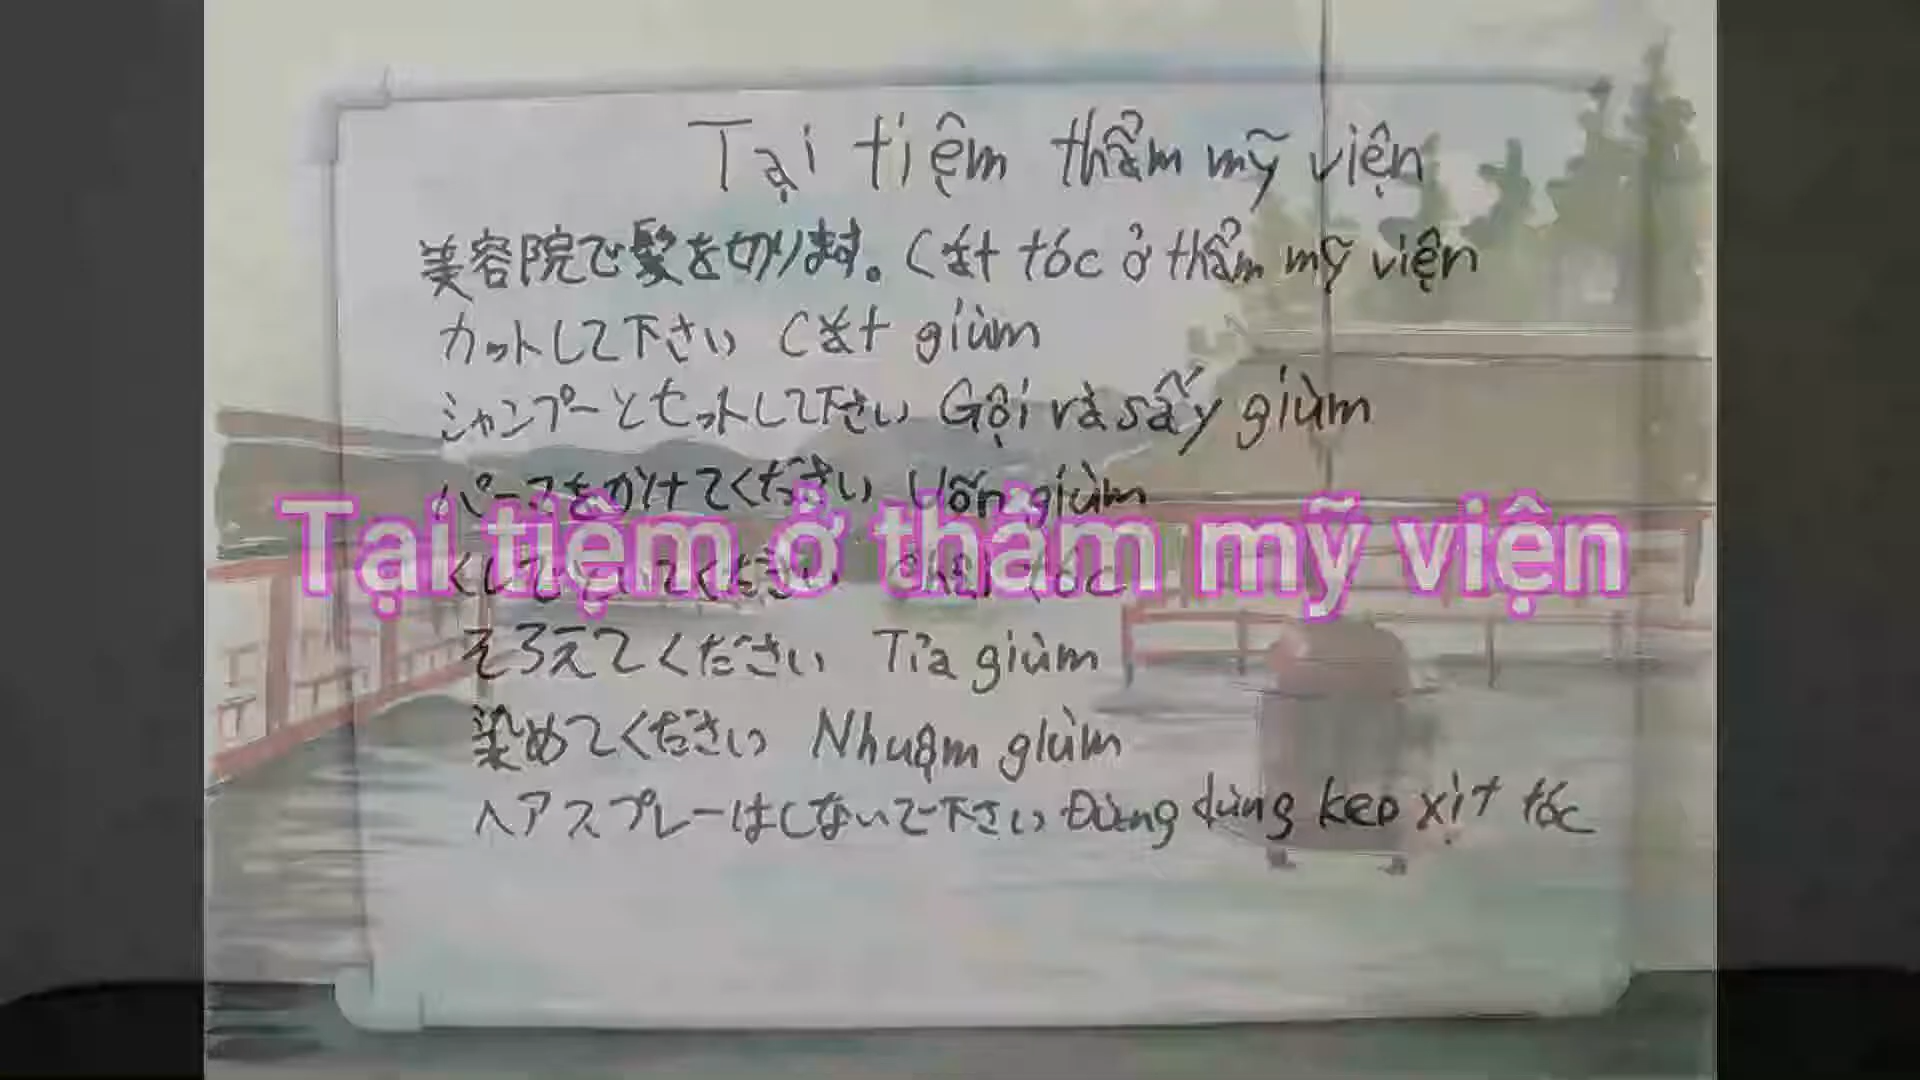 Tại tiệm thẩm mỹ viện
美容院で髪を切ります。Cắt tóc ở thẩm mỹ viện
カットして下さい Cắt giùm
シャンプーとセットして下さい Gội và sấy giùm
パーマをかけてください Uốn giùm
Tại tiệm ở thẩm mỹ viện
ください tóc
そろえてください Tỉa giùm
染めてください Nhuộm giùm
ヘアスプレーはしないで下さい Đừng dùng keo xịt tóc